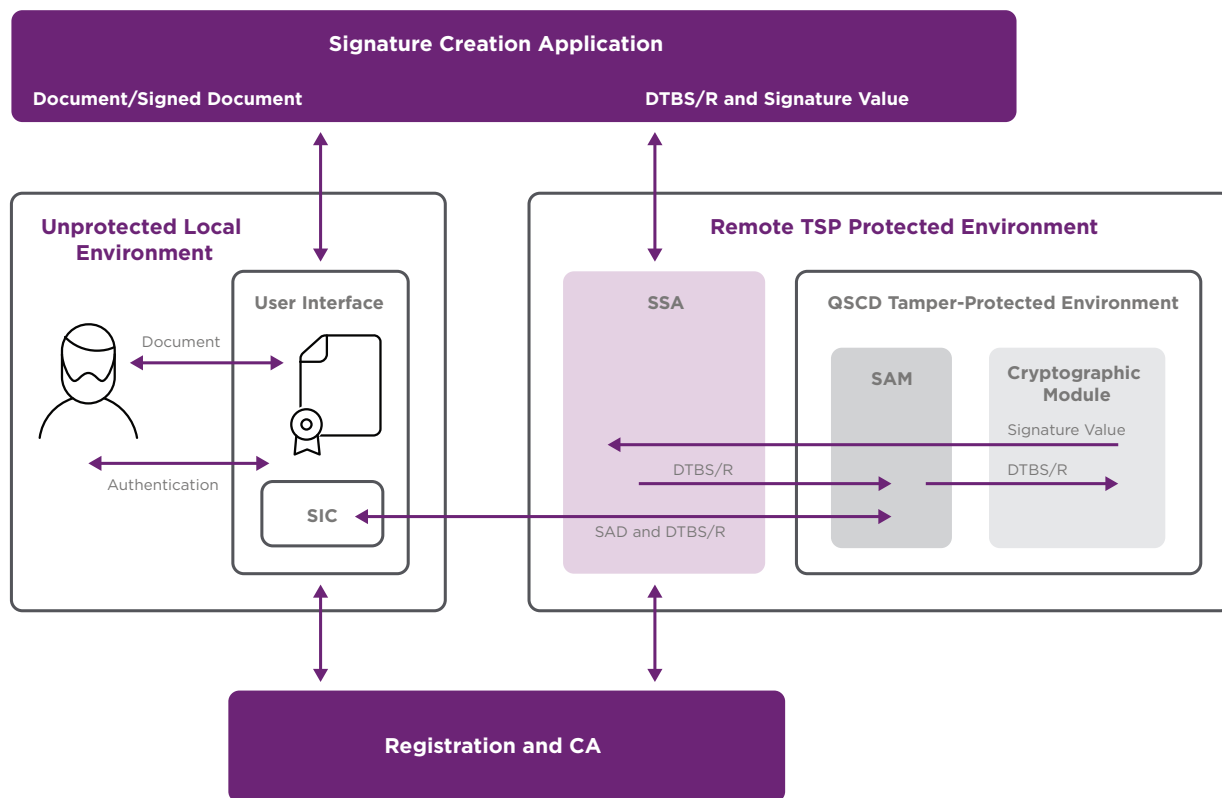 Signature Creation Application
Document/Signed Document
DTBS/R and Signature Value
Unprotected Local
Environment
User Interface
Document
Authentication
SIC
Remote TSP Protected Environment
SSA
QSCD Tamper-Protected Environment
SAM
Cryptographic
Module
Signature Value
DTBS/R
DTBS/R
SAD and DTBS/R
Registration and CA